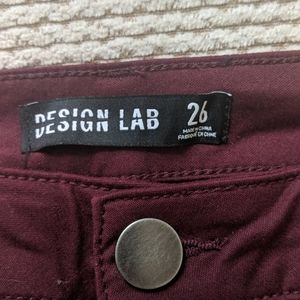 DESIGN LAB
26
MADE IN CHINA
FABRIQUÉ EN CHINE